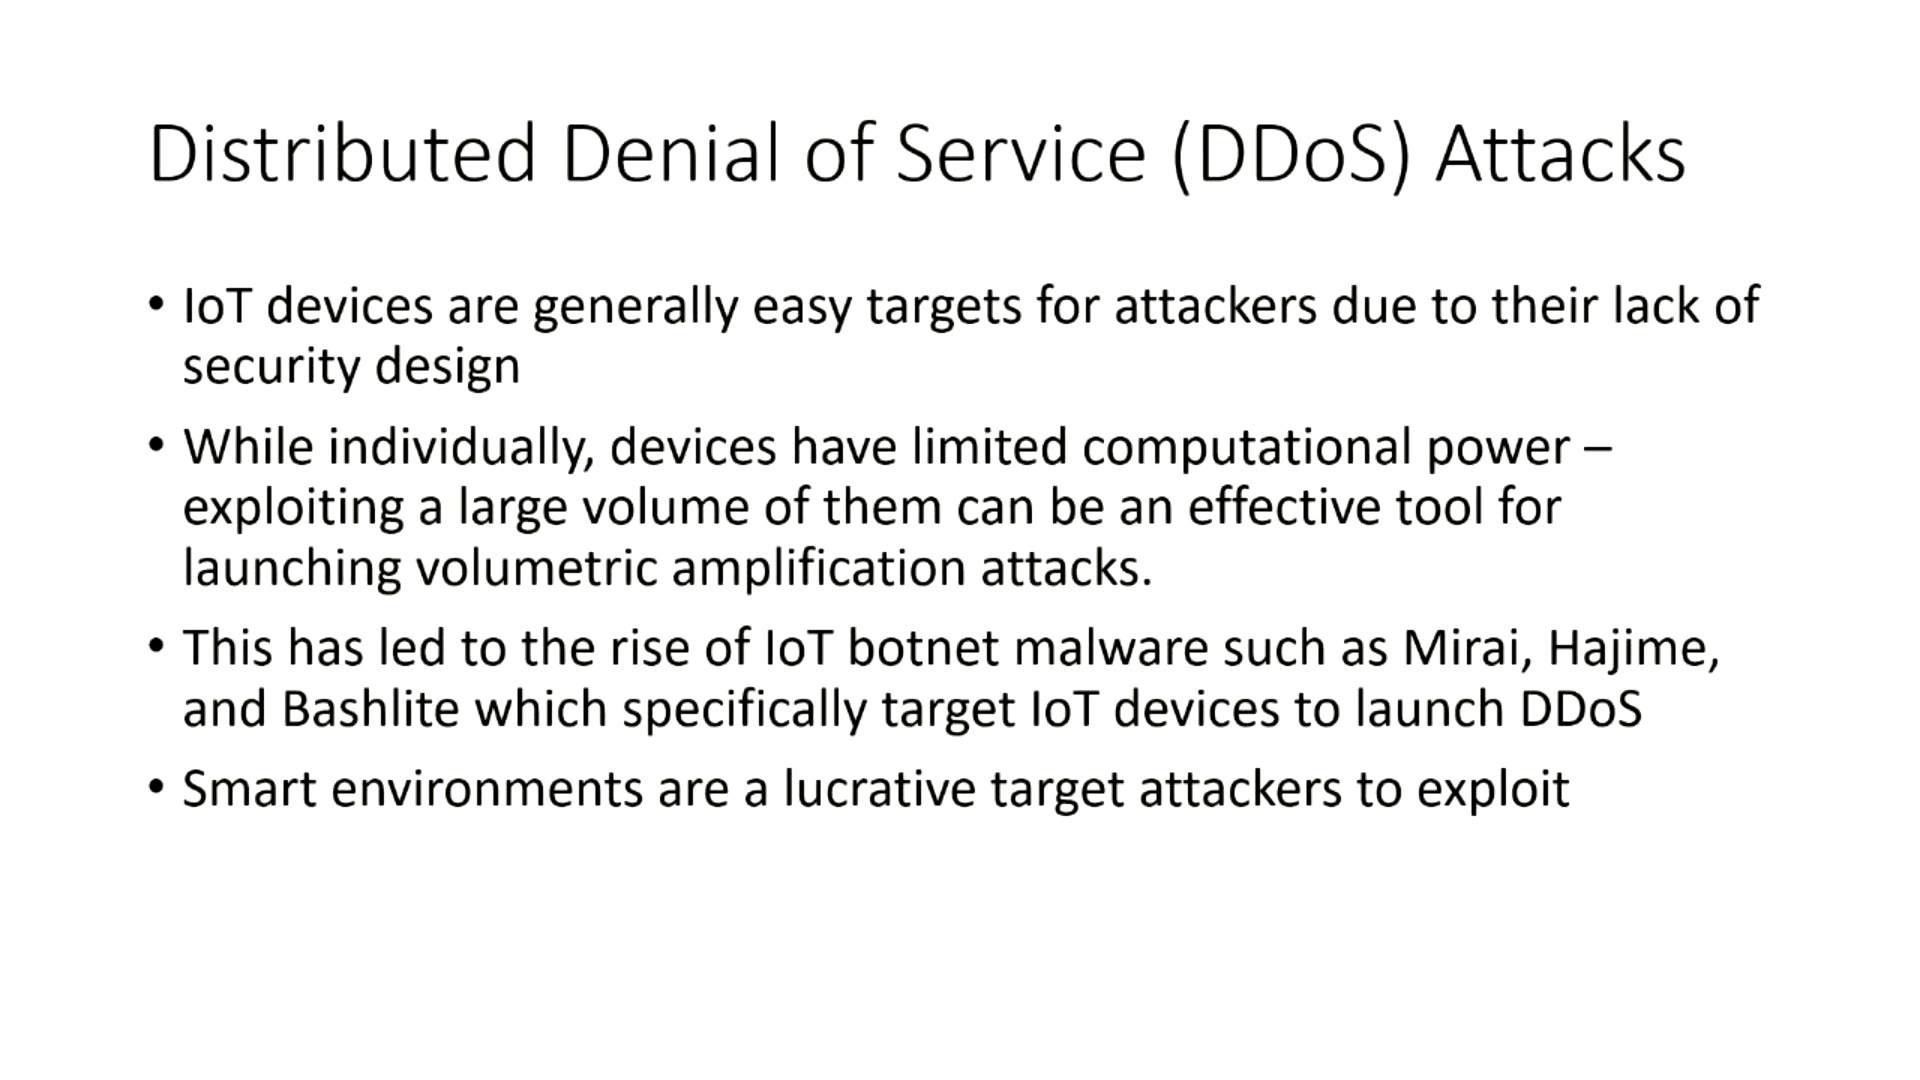 Distributed Denial of Service (DDoS) Attacks
• IoT devices are generally easy targets for attackers due to their lack of
security design
• While individually, devices have limited computational power –
exploiting a large volume of them can be an effective tool for
launching volumetric amplification attacks.
• This has led to the rise of IoT botnet malware such as Mirai, Hajime,
and Bashlite which specifically target IoT devices to launch DDoS
• Smart environments are a lucrative target attackers to exploit